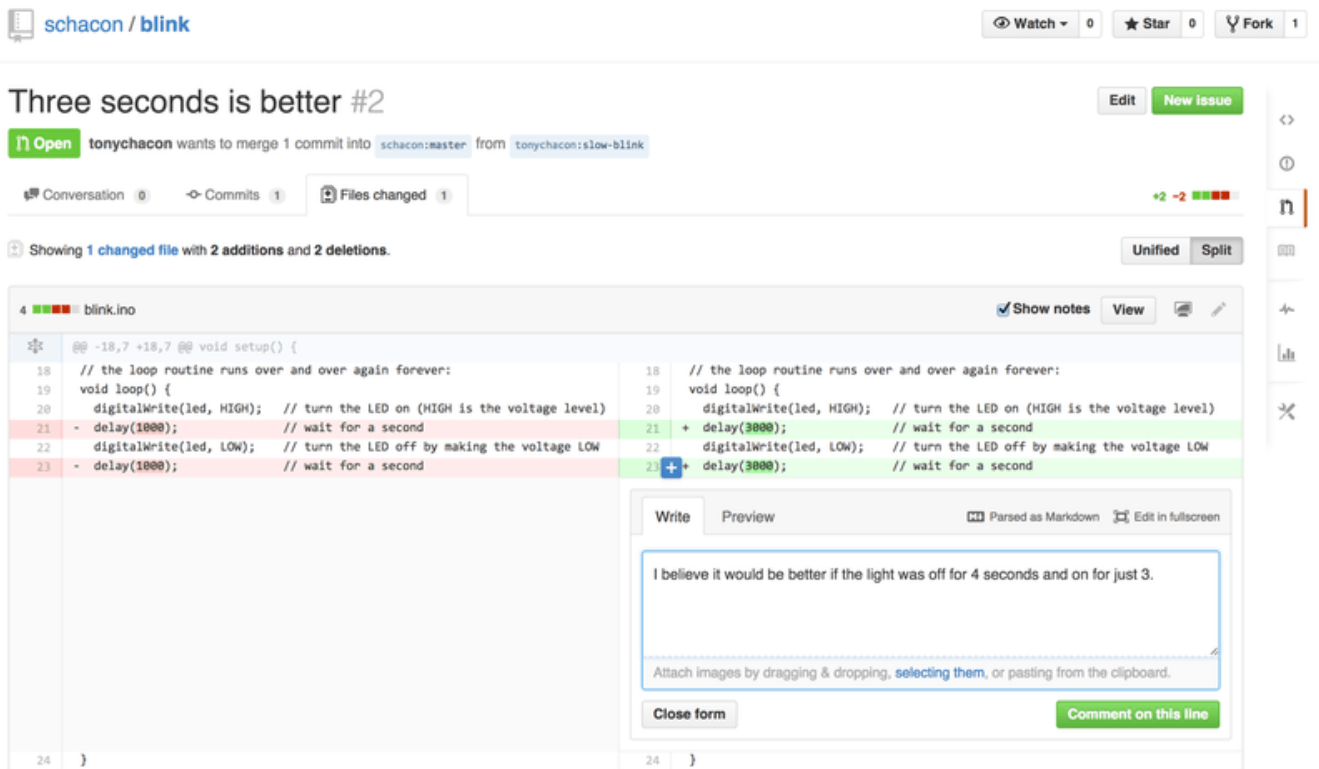 schacon / blink
Watch 0 Star 0 Fork 1
Three seconds is better #2
Edit New issue
Open tonychacon wants to merge 1 commit into schacon:master from tonychacon:slow-blink
Conversation 0 Commits 1 Files changed 1 +2 −2
Showing 1 changed file with 2 additions and 2 deletions.
Unified Split
4 blink.ino Show notes View
@@ -18,7 +18,7 @@ void setup() {
18 // the loop routine runs over and over again forever:
19 void loop() {
20 digitalWrite(led, HIGH); // turn the LED on (HIGH is the voltage level)
21 - delay(1000); // wait for a second
22 digitalWrite(led, LOW); // turn the LED off by making the voltage LOW
23 - delay(1000); // wait for a second
18 // the loop routine runs over and over again forever:
19 void loop() {
20 digitalWrite(led, HIGH); // turn the LED on (HIGH is the voltage level)
21 + delay(3000); // wait for a second
22 digitalWrite(led, LOW); // turn the LED off by making the voltage LOW
23 + delay(3000); // wait for a second
Write Preview Parsed as Markdown Edit in fullscreen
I believe it would be better if the light was off for 4 seconds and on for just 3.
Attach images by dragging & dropping, selecting them, or pasting from the clipboard.
Close form Comment on this line
24 }
24 }